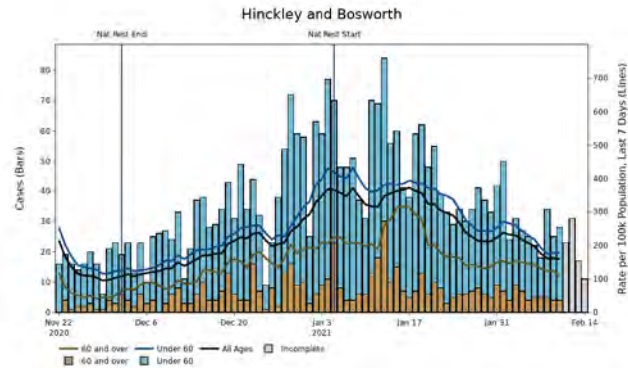 Hinckley and Bosworth
Nat Rest End
Nat Rest Start
80
70
60
50
40
30
20
10
0
Cases (Bars)
700
600
500
400
300
200
100
0
Rate per 100k Population, Last 7 Days (Lines)
Nov 22 Dec 6 Dec 20 Jan 3 Jan 17 Jan 31 Feb 14
2020 2021
60 and over Under 60 All Ages Incomplete
60 and over Under 60